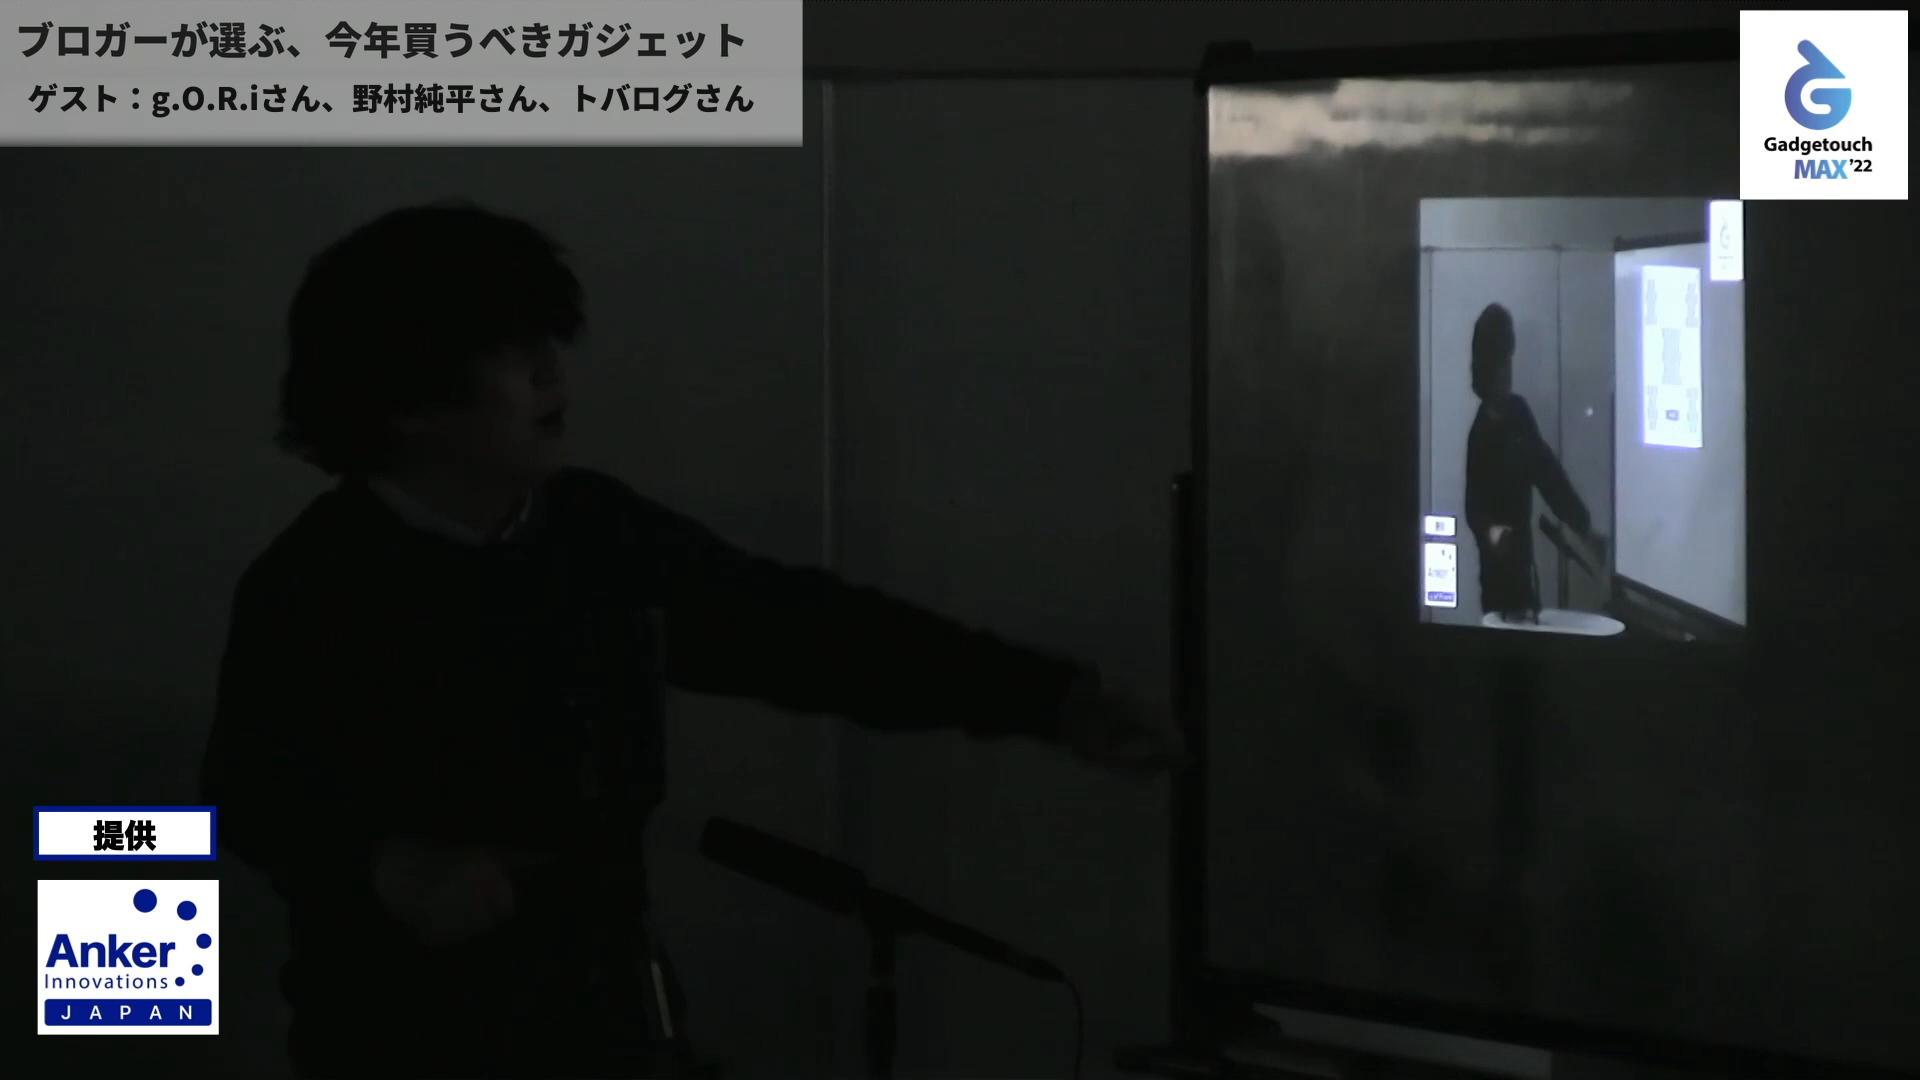 ブロガーが選ぶ、今年買うべきガジェット
ゲスト：g.O.R.iさん、野村純平さん、トバログさん
Gadgetouch
MAX'22
提供
Anker
Innovations
JAPAN